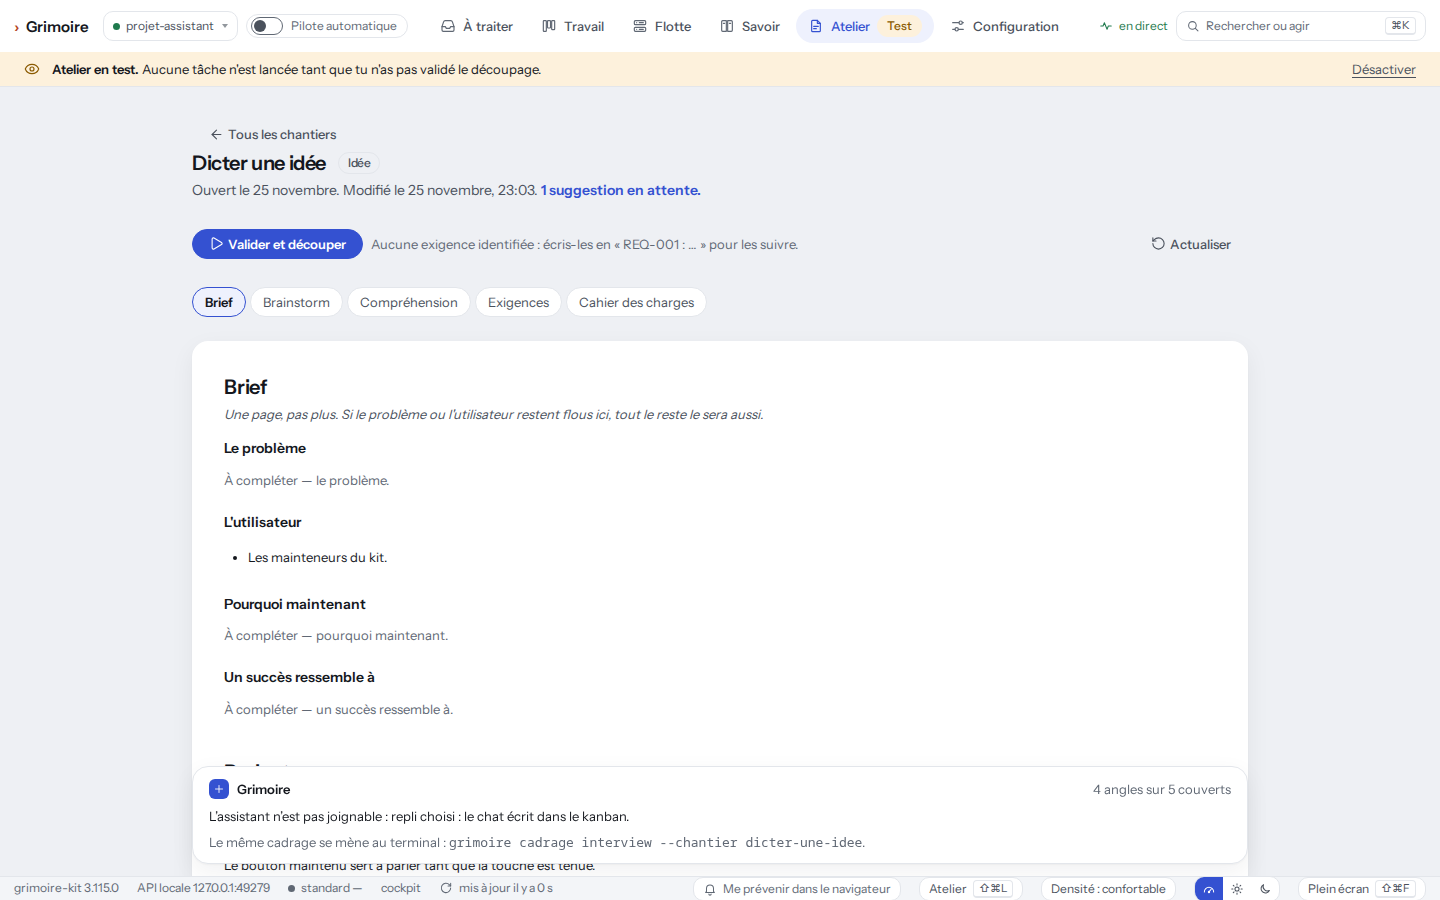 › Grimoire
projet-assistant
Pilote automatique
À traiter
Travail
Flotte
Savoir
Atelier Test
Configuration
en direct
Rechercher ou agir ⌘K
Atelier en test. Aucune tâche n'est lancée tant que tu n'as pas validé le découpage.
Désactiver
← Tous les chantiers
Dicter une idée Idée
Ouvert le 25 novembre. Modifié le 25 novembre, 23:03. 1 suggestion en attente.
Valider et découper
Aucune exigence identifiée : écris-les en « REQ-001 : … » pour les suivre.
Actualiser
Brief
Brainstorm
Compréhension
Exigences
Cahier des charges
Brief
Une page, pas plus. Si le problème ou l'utilisateur restent flous ici, tout le reste le sera aussi.
Le problème
À compléter — le problème.
L'utilisateur
• Les mainteneurs du kit.
Pourquoi maintenant
À compléter — pourquoi maintenant.
Un succès ressemble à
À compléter — un succès ressemble à.
Grimoire
4 angles sur 5 couverts
L'assistant n'est pas joignable : repli choisi : le chat écrit dans le kanban.
Le même cadrage se mène au terminal : grimoire cadrage interview --chantier dicter-une-idee.
Le bouton maintenu sert à parler tant que la touche est tenue.
grimoire-kit 3.115.0
API locale 127.0.0.1:49279
standard —
cockpit
mis à jour il y a 0 s
Me prévenir dans le navigateur
Atelier ⇧⌘L
Densité : confortable
Plein écran ⇧⌘F